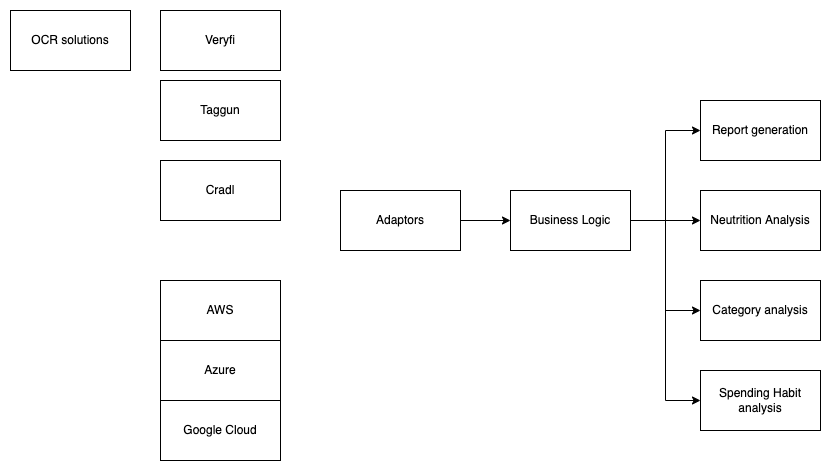 OCR solutions
Veryfi
Taggun
Cradl
AWS
Azure
Google Cloud
Adaptors
Business Logic
Report generation
Neutrition Analysis
Category analysis
Spending Habit
analysis